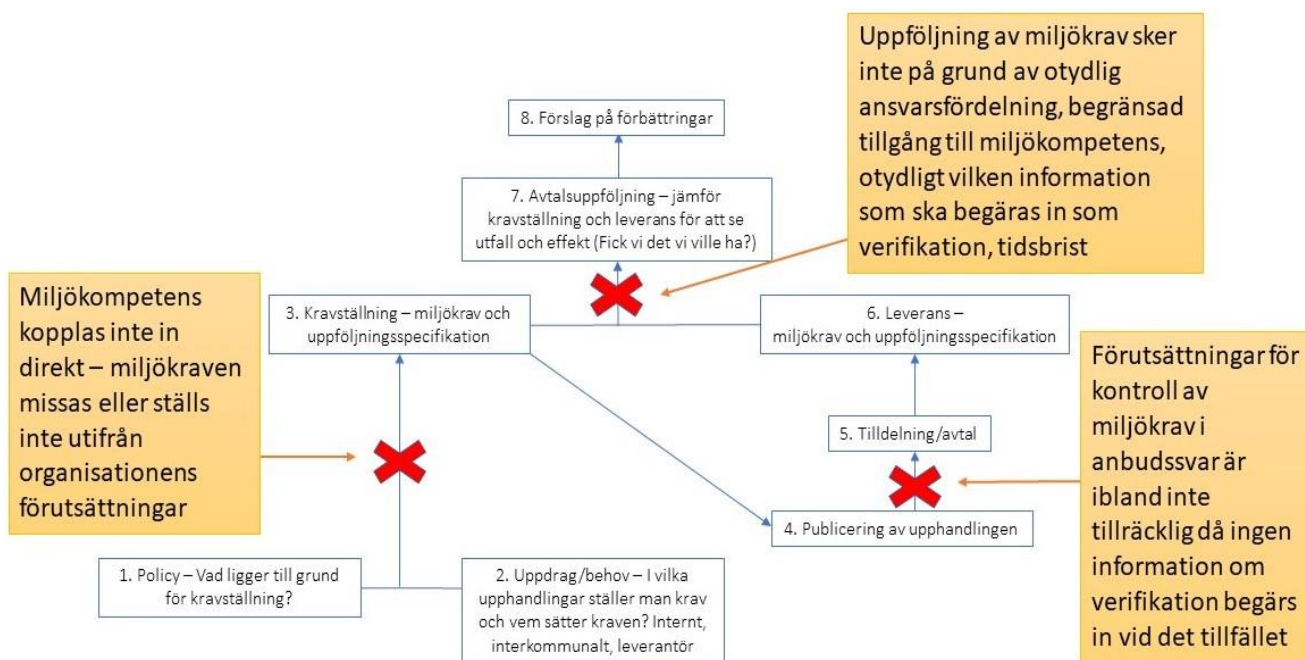 Uppföljning av miljökrav sker
inte på grund av otydlig
ansvarsfördelning, begränsad
tillgång till miljökompetens,
otydligt vilken information
som ska begäras in som
verifikation, tidsbrist
8. Förslag på förbättringar
7. Avtalsuppföljning – jämför
kravställning och leverans för att se
utfall och effekt (Fick vi det vi ville ha?)
Miljökompetens
kopplas inte in
direkt – miljökraven
missas eller ställs
inte utifrån
organisationens
förutsättningar
3. Kravställning – miljökrav och
uppföljningsspecifikation
6. Leverans –
miljökrav och uppföljningsspecifikation
Förutsättningar för
kontroll av
miljökrav i
anbudssvar är
ibland inte
tillräcklig då ingen
information om
verifikation begärs
in vid det tillfället
5. Tilldelning/avtal
4. Publicering av upphandlingen
1. Policy – Vad ligger till grund
för kravställning?
2. Uppdrag/behov – I vilka
upphandlingar ställer man krav
och vem sätter kraven? Internt,
interkommunalt, leverantör